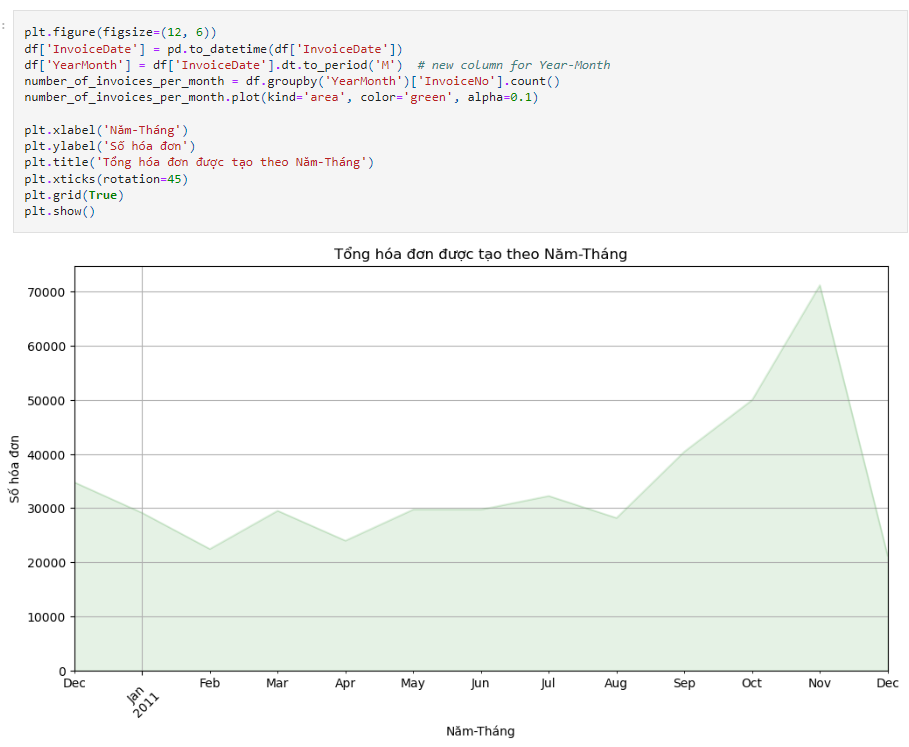 :
plt.figure(figsize=(12, 6))
df['InvoiceDate'] = pd.to_datetime(df['InvoiceDate'])
df['YearMonth'] = df['InvoiceDate'].dt.to_period('M')  # new column for Year-Month
number_of_invoices_per_month = df.groupby('YearMonth')['InvoiceNo'].count()
number_of_invoices_per_month.plot(kind='area', color='green', alpha=0.1)
plt.xlabel('Năm-Tháng')
plt.ylabel('Số hóa đơn')
plt.title('Tổng hóa đơn được tạo theo Năm-Tháng')
plt.xticks(rotation=45)
plt.grid(True)
plt.show()
Tổng hóa đơn được tạo theo Năm-Tháng
70000
60000
50000
40000
30000
20000
10000
0
Số hóa đơn
Dec Jan Feb Mar Apr May Jun Jul Aug Sep Oct Nov Dec
2011
Năm-Tháng